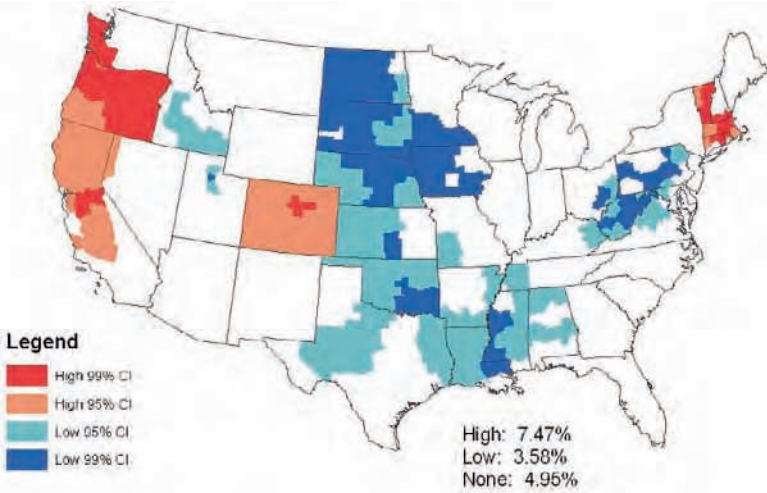 Legend
High 99% CI
High 95% CI
Low 95% CI
Low 99% CI
High: 7.47%
Low: 3.58%
None: 4.95%